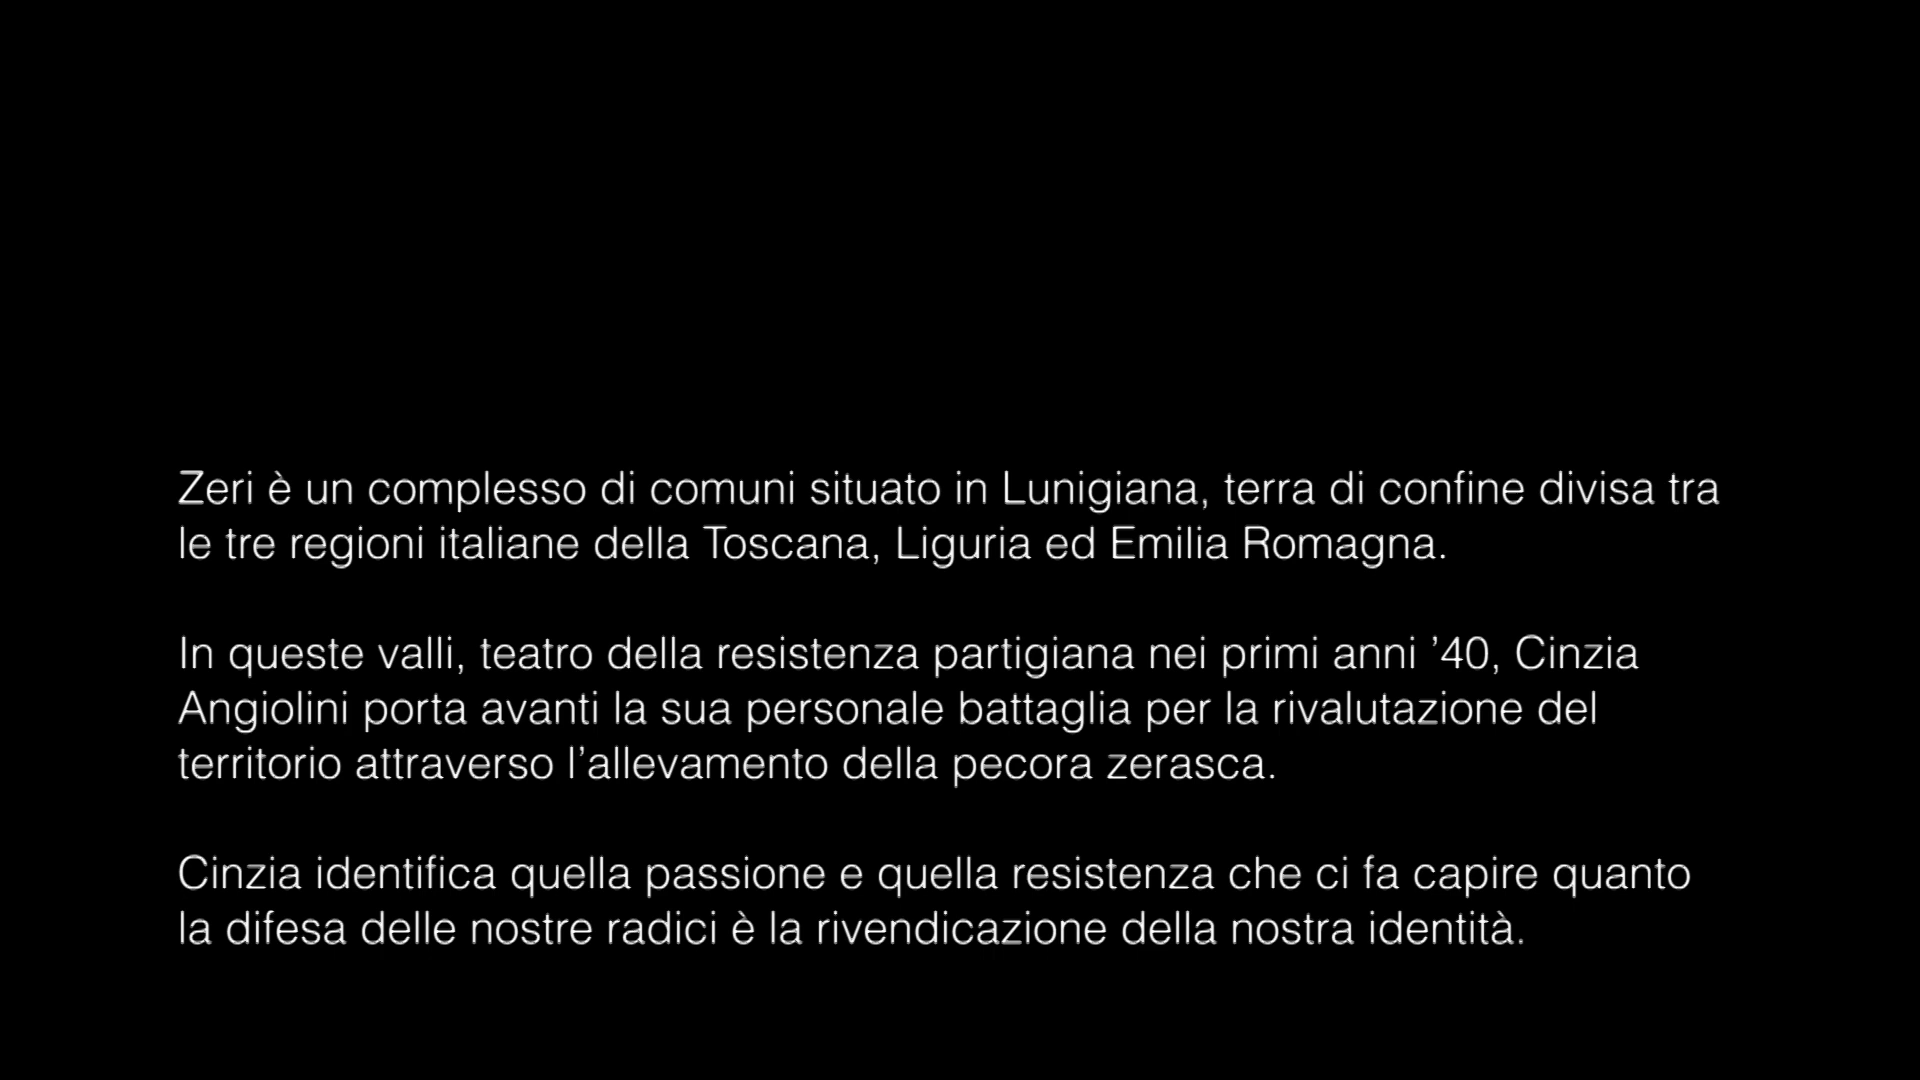 Zeri è un complesso di comuni situato in Lunigiana, terra di confine divisa tra
le tre regioni italiane della Toscana, Liguria ed Emilia Romagna.
In queste valli, teatro della resistenza partigiana nei primi anni ’40, Cinzia
Angiolini porta avanti la sua personale battaglia per la rivalutazione del
territorio attraverso l’allevamento della pecora zerasca.
Cinzia identifica quella passione e quella resistenza che ci fa capire quanto
la difesa delle nostre radici è la rivendicazione della nostra identità.